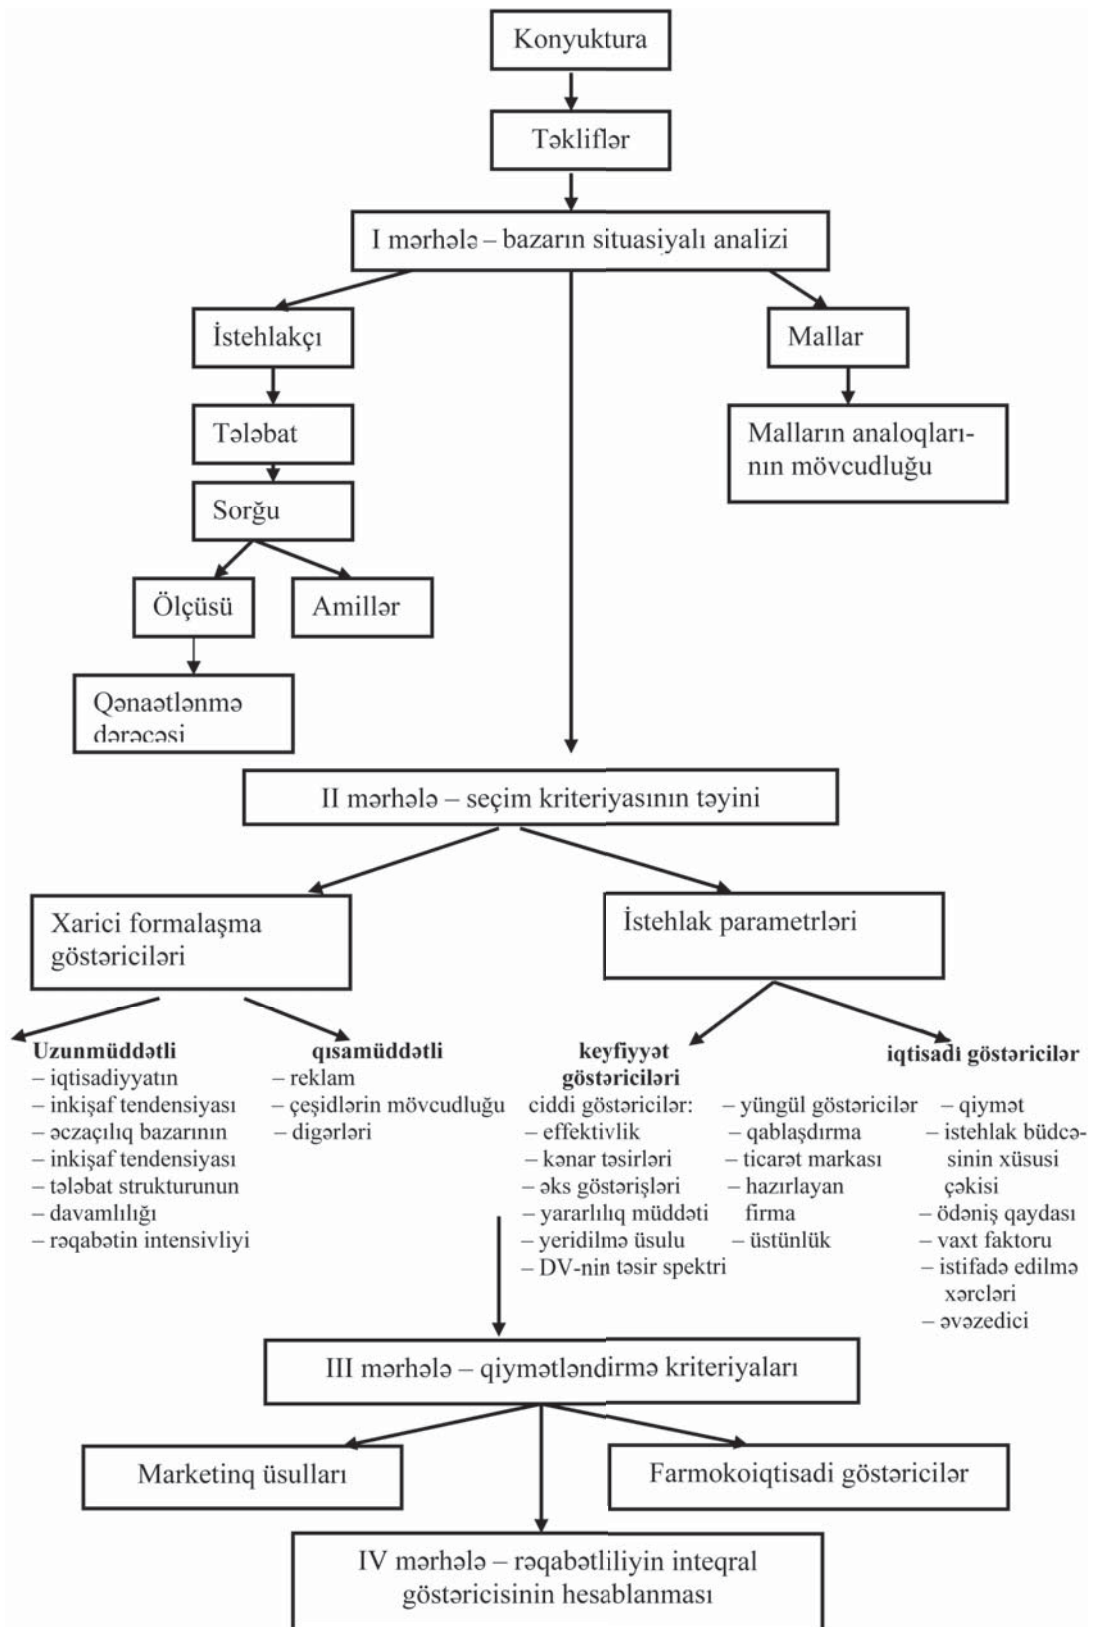 Konyuktura
Təkliflər
I mərhələ – bazarın situasiyalı analizi
İstehlakçı
Mallar
Tələbat
Malların analoqları-
nın mövcudluğu
Sorğu
Ölçüsü
Amillər
Qənaətlənmə
dərəcəsi
II mərhələ – seçim kriteriyasının təyini
Xarici formalaşma
göstəriciləri
İstehlak parametrləri
Uzunmüddətli
– iqtisadiyyatın
– inkişaf tendensiyası
– əczaçılıq bazarının
– inkişaf tendensiyası
– tələbat strukturunun
– davamlılığı
– rəqabətin intensivliyi
qısamüddətli
– reklam
– çeşidlərin mövcudluğu
– digərləri
keyfiyyət
göstəriciləri
ciddi göstəricilər:
– effektivlik
– kənar təsirləri
– əks göstərişləri
– yararlılıq müddəti
– yeridilmə üsulu
– DV-nin təsir spektri
– yüngül göstəricilər
– qablaşdırma
– ticarət markası
– hazırlayan
firma
– üstünlük
iqtisadi göstəricilər
– qiymət
– istehlak büdcə-
sinin xüsusi
çəkisi
– ödəniş qaydası
– vaxt faktoru
– istifadə edilmə
xərcləri
– əvəzedici
III mərhələ – qiymətləndirmə kriteriyaları
Marketinq üsulları
Farmokoiqtisadi göstəricilər
IV mərhələ – rəqabətliliyin inteqral
göstəricisinin hesablanması